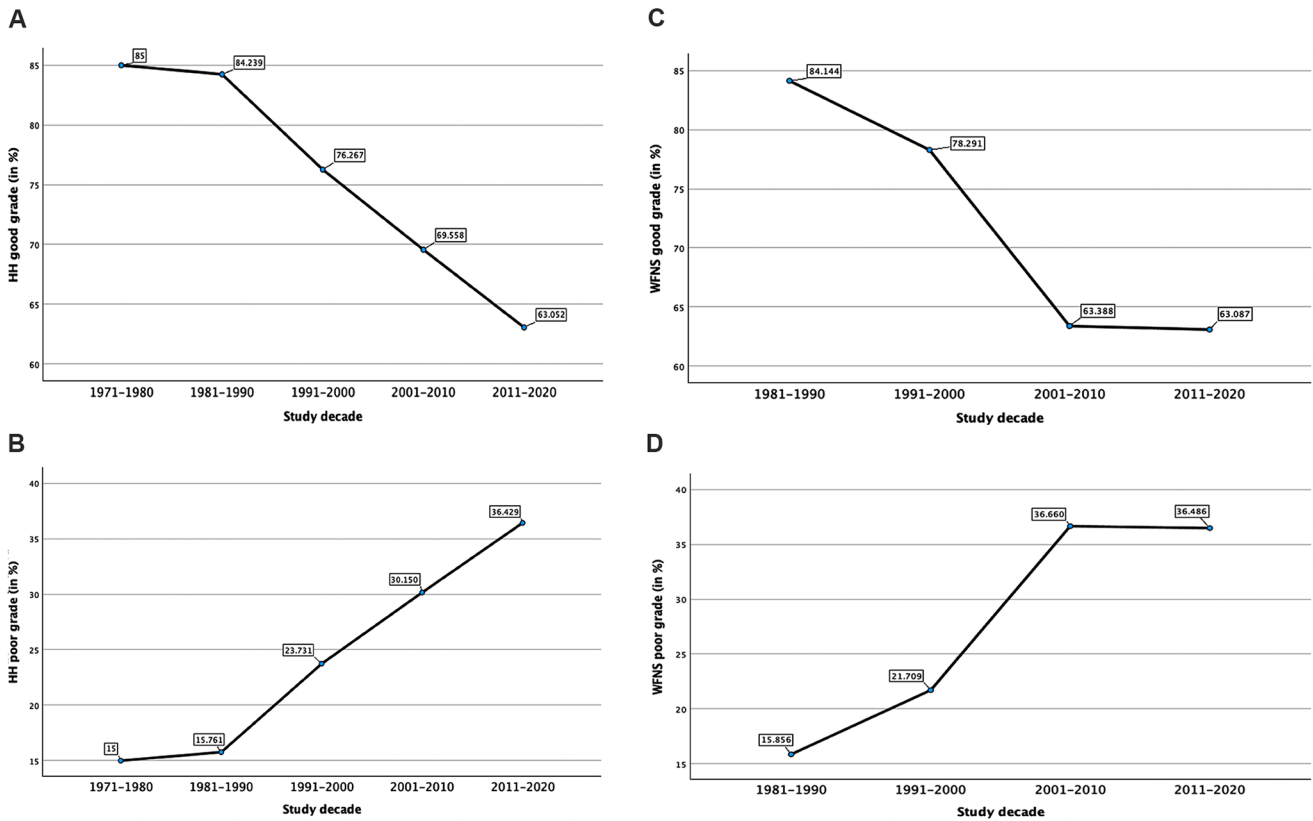 A
HH good grade (in %)
85
80
75
70
65
60
85
84.239
76.267
69.558
63.052
1971–1980 1981–1990 1991–2000 2001–2010 2011–2020
Study decade
B
HH poor grade (in %)
40
35
30
25
20
15
15
15.761
23.731
30.150
36.429
1971–1980 1981–1990 1991–2000 2001–2010 2011–2020
Study decade
C
WFNS good grade (in %)
85
80
75
70
65
60
84.144
78.291
63.388
63.087
1981–1990 1991–2000 2001–2010 2011–2020
Study decade
D
WFNS poor grade (in %)
40
35
30
25
20
15
15.856
21.709
36.660
36.486
1981–1990 1991–2000 2001–2010 2011–2020
Study decade